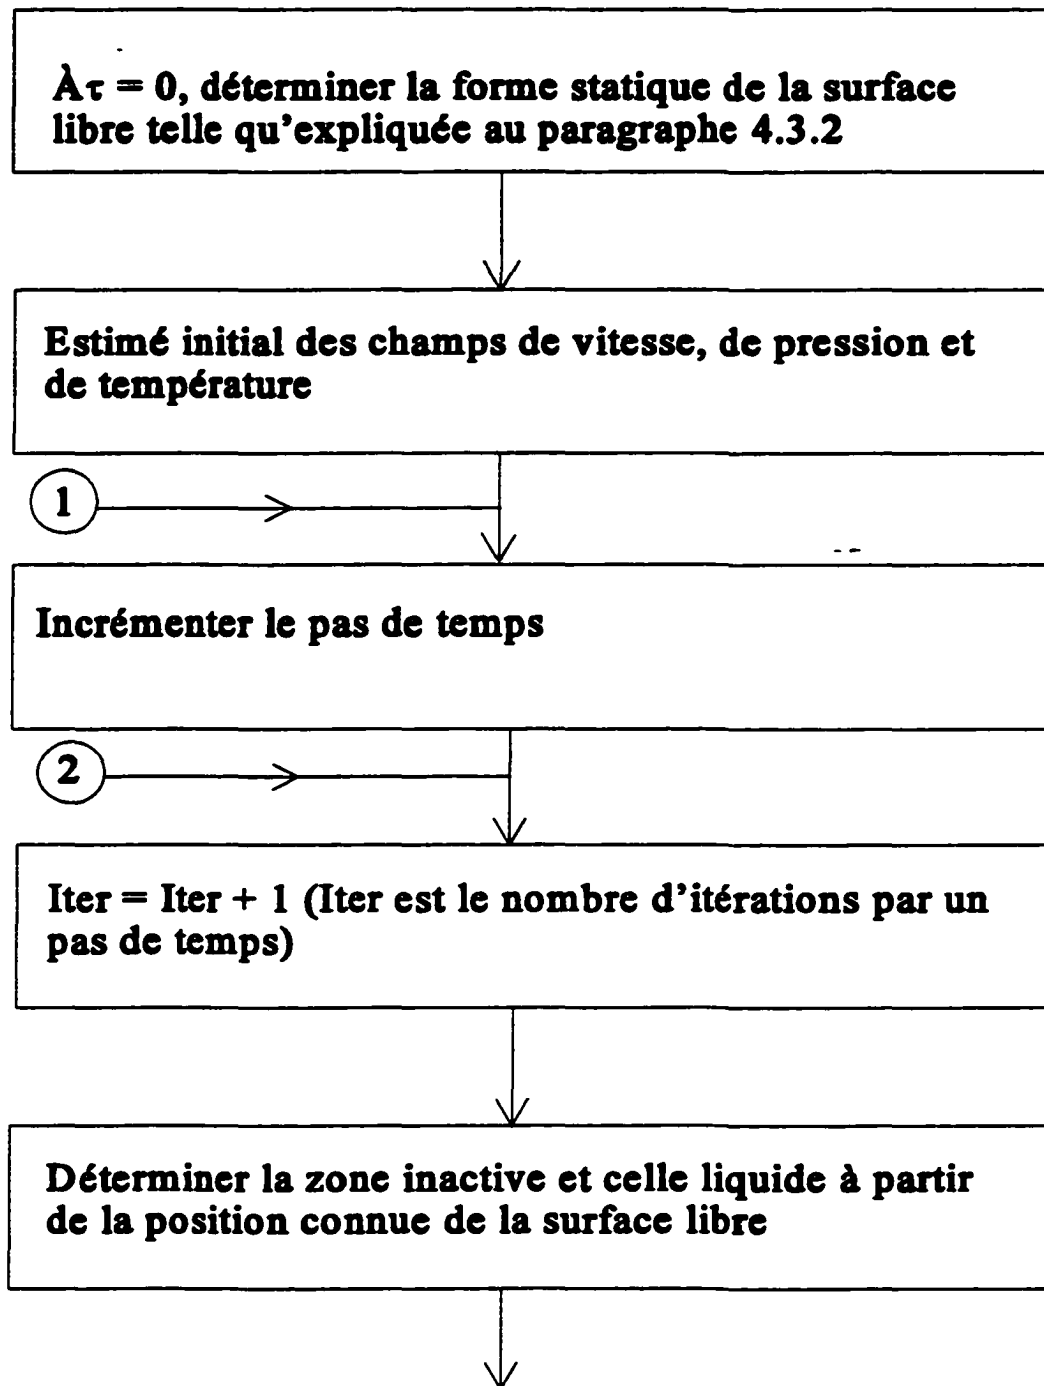 À τ = 0, déterminer la forme statique de la surface
libre telle qu'expliquée au paragraphe 4.3.2
Estimé initial des champs de vitesse, de pression et
de température
1
Incrémenter le pas de temps
2
Iter = Iter + 1 (Iter est le nombre d'itérations par un
pas de temps)
Déterminer la zone inactive et celle liquide à partir
de la position connue de la surface libre